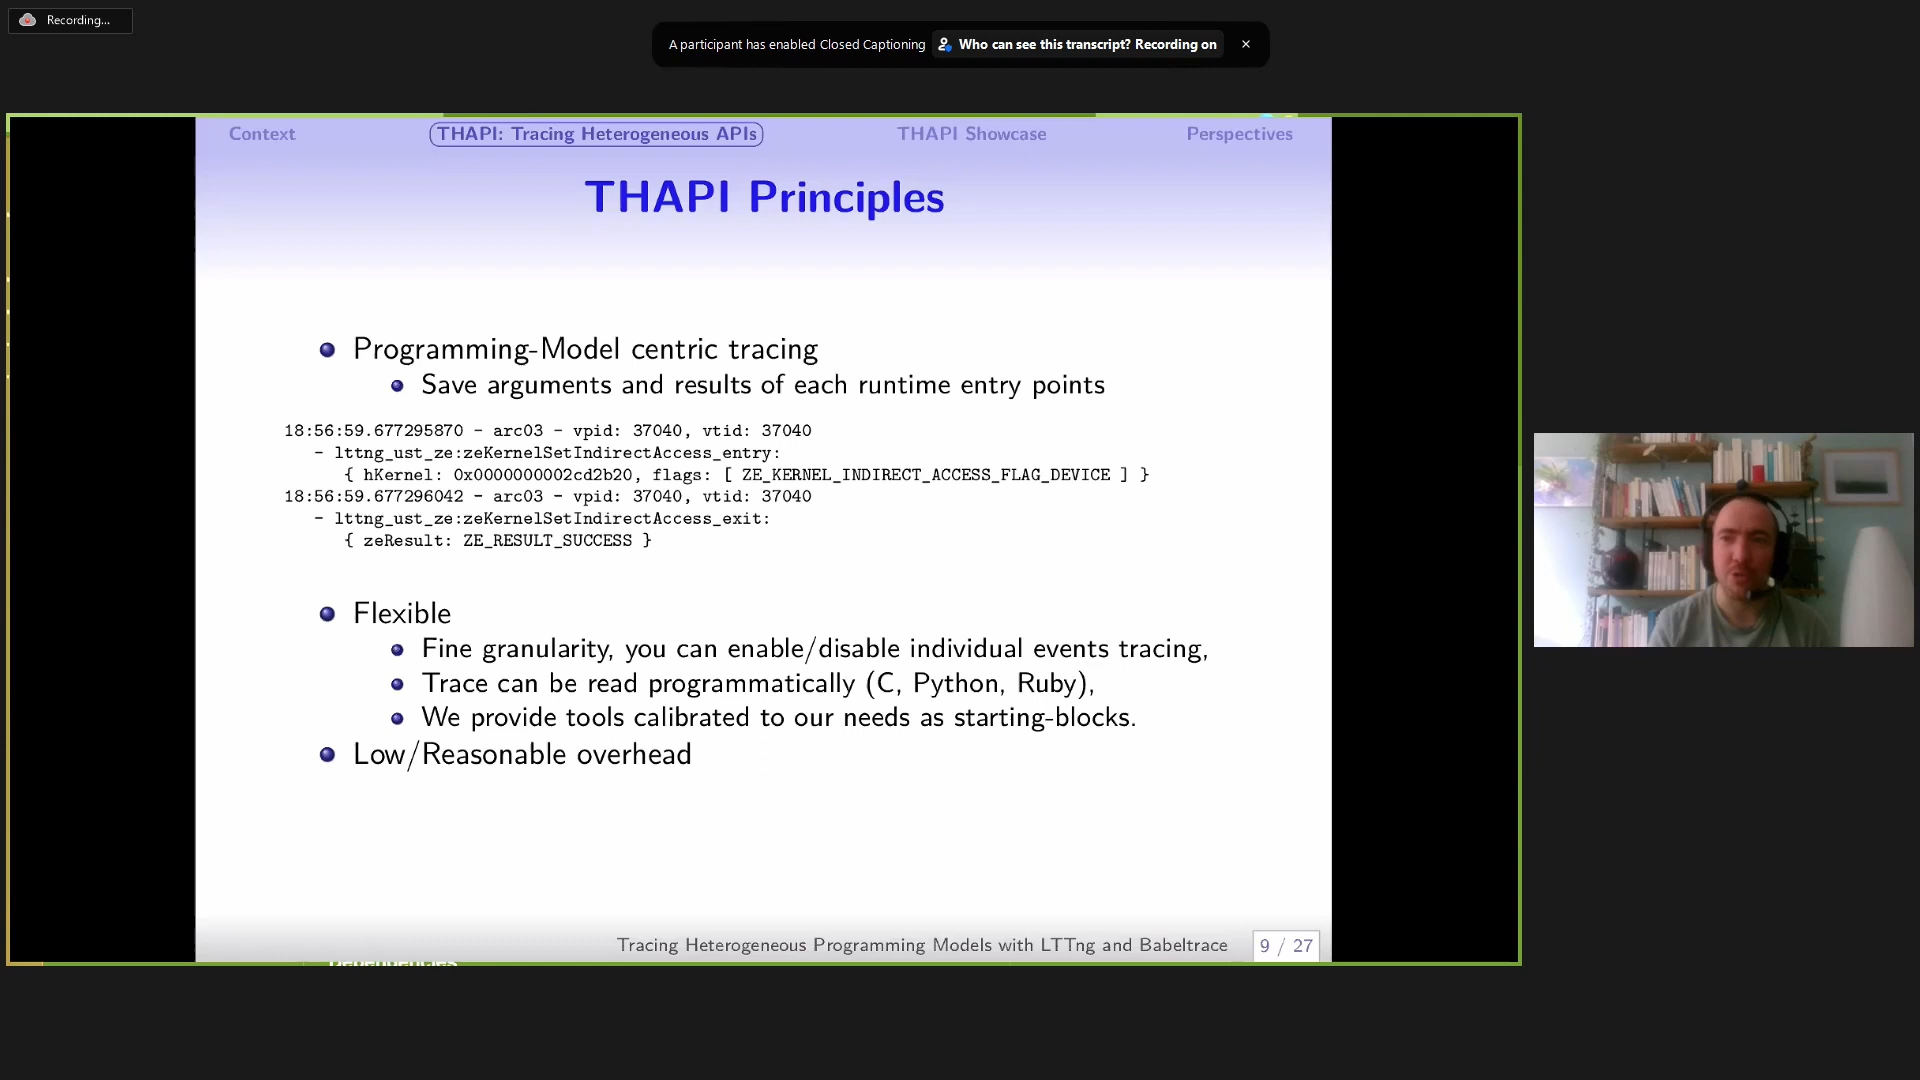 Recording...
A participant has enabled Closed Captioning Who can see this transcript? Recording on ×
Context THAPI: Tracing Heterogeneous APIs THAPI Showcase Perspectives
THAPI Principles
Programming-Model centric tracing
Save arguments and results of each runtime entry points
18:56:59.677295870 - arc03 - vpid: 37040, vtid: 37040
- lttng_ust_ze:zeKernelSetIndirectAccess_entry:
{ hKernel: 0x0000000002cd2b20, flags: [ ZE_KERNEL_INDIRECT_ACCESS_FLAG_DEVICE ] }
18:56:59.677296042 - arc03 - vpid: 37040, vtid: 37040
- lttng_ust_ze:zeKernelSetIndirectAccess_exit:
{ zeResult: ZE_RESULT_SUCCESS }
Flexible
Fine granularity, you can enable/disable individual events tracing,
Trace can be read programmatically (C, Python, Ruby),
We provide tools calibrated to our needs as starting-blocks.
Low/Reasonable overhead
Tracing Heterogeneous Programming Models with LTTng and Babeltrace 9 / 27